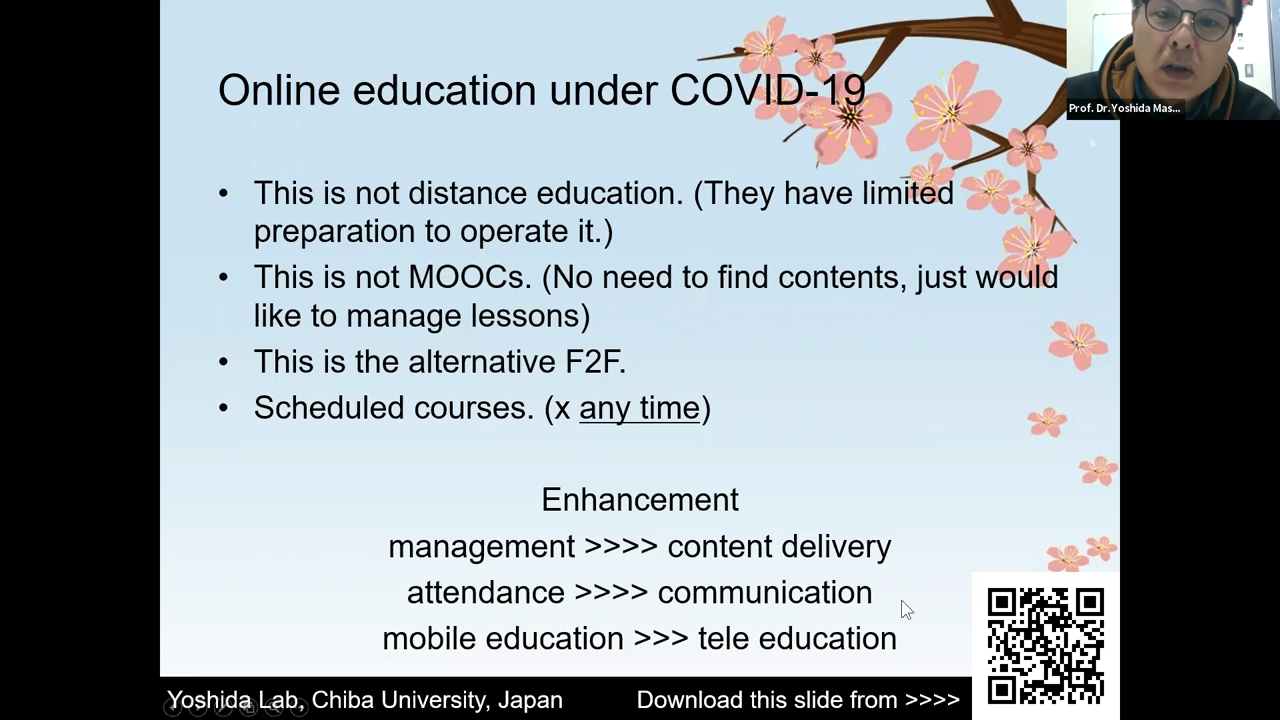 Online education under COVID-19
Prof. Dr.Yoshida Mas...
• This is not distance education. (They have limited
preparation to operate it.)
• This is not MOOCs. (No need to find contents, just would
like to manage lessons)
• This is the alternative F2F.
• Scheduled courses. (x any time)
Enhancement
management >>>> content delivery
attendance >>>> communication
mobile education >>> tele education
Yoshida Lab, Chiba University, Japan
Download this slide from >>>>